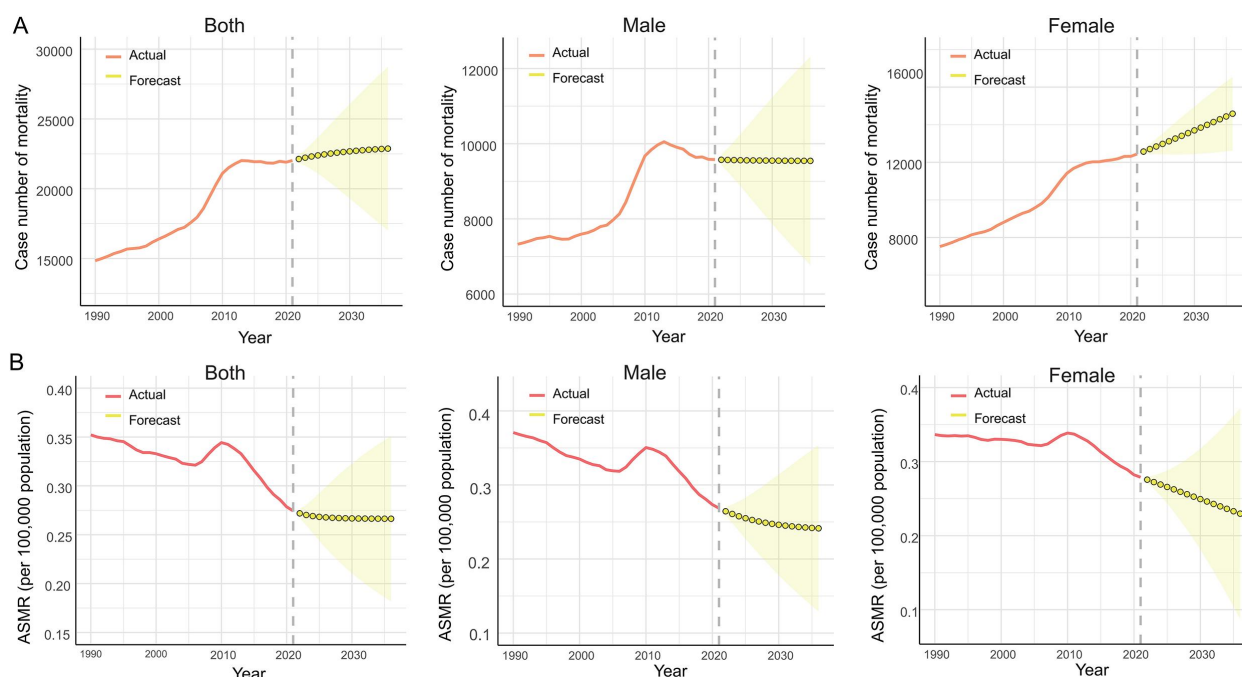 A
Both
Actual
Forecast
30000
25000
20000
15000
Case number of mortality
1990
2000
2010
2020
2030
Year
Male
Actual
Forecast
12000
10000
8000
6000
Case number of mortality
1990
2000
2010
2020
2030
Year
Female
Actual
Forecast
16000
12000
8000
Case number of mortality
1990
2000
2010
2020
2030
Year
B
Both
Actual
Forecast
0.40
0.35
0.30
0.25
0.20
0.15
ASMR (per 100,000 population)
1990
2000
2010
2020
2030
Year
Male
Actual
Forecast
0.4
0.3
0.2
0.1
ASMR (per 100,000 population)
1990
2000
2010
2020
2030
Year
Female
Actual
Forecast
0.4
0.3
0.2
0.1
ASMR (per 100,000 population)
1990
2000
2010
2020
2030
Year